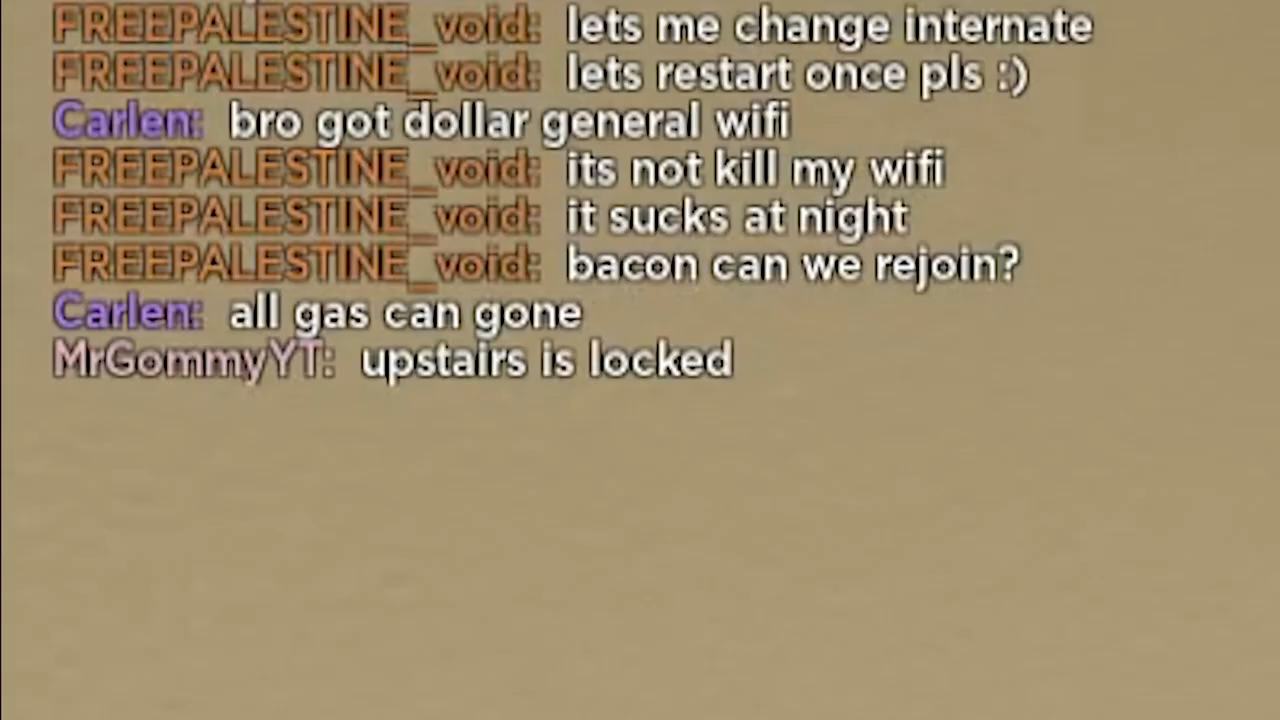 FREEPALESTINE_void: lets me change internate
FREEPALESTINE_void: lets restart once pls :)
Carlen: bro got dollar general wifi
FREEPALESTINE_void: its not kill my wifi
FREEPALESTINE_void: it sucks at night
FREEPALESTINE_void: bacon can we rejoin?
Carlen: all gas can gone
MrGommyYT: upstairs is locked